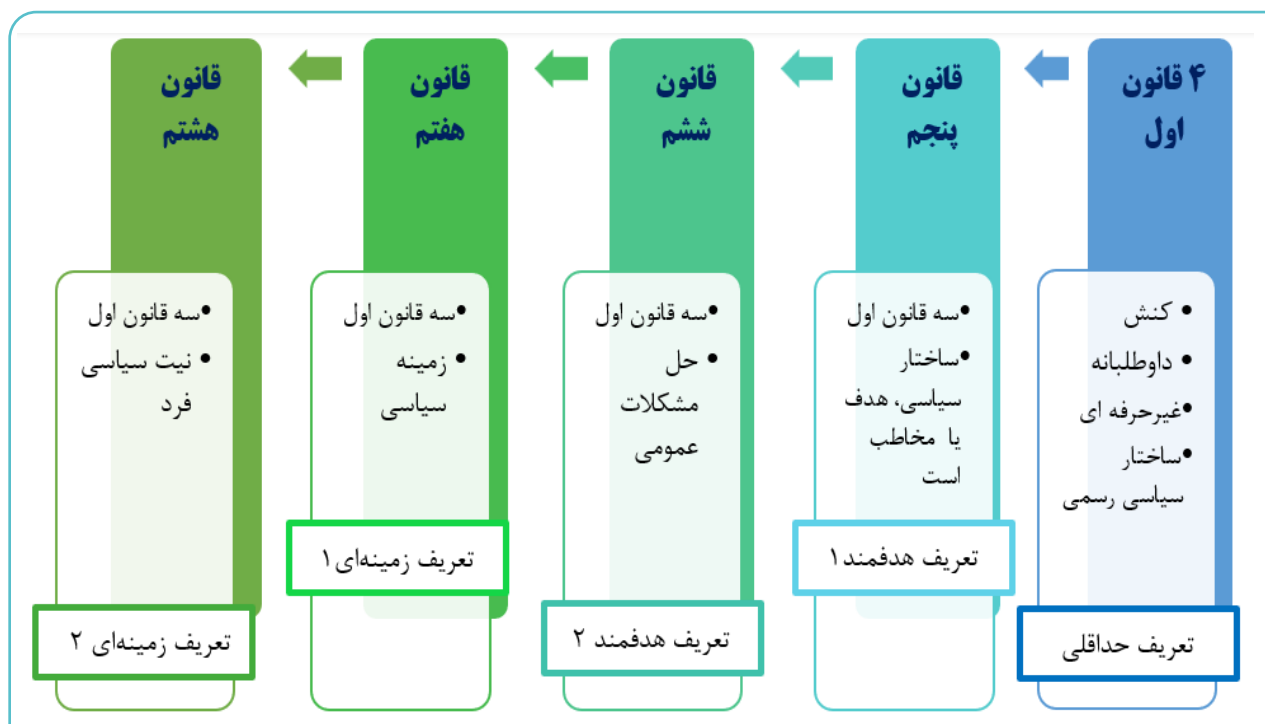 ۴ قانون
اول
• کنش
• داوطلبانه
•غیرحرفه ای
•ساختار
سیاسی رسمی
تعریف حداقلی
قانون
پنجم
•سه قانون اول
•ساختار
سیاسی، هدف
یا مخاطب
است
تعریف هدفمند۱
قانون
ششم
•سه قانون اول
• حل
مشکلات
عمومی
تعریف هدفمند ۲
قانون
هفتم
•سه قانون اول
• زمینه
سیاسی
تعریف زمینه‌ای۱
قانون
هشتم
•سه قانون اول
• نیت سیاسی
فرد
تعریف زمینه‌ای ۲